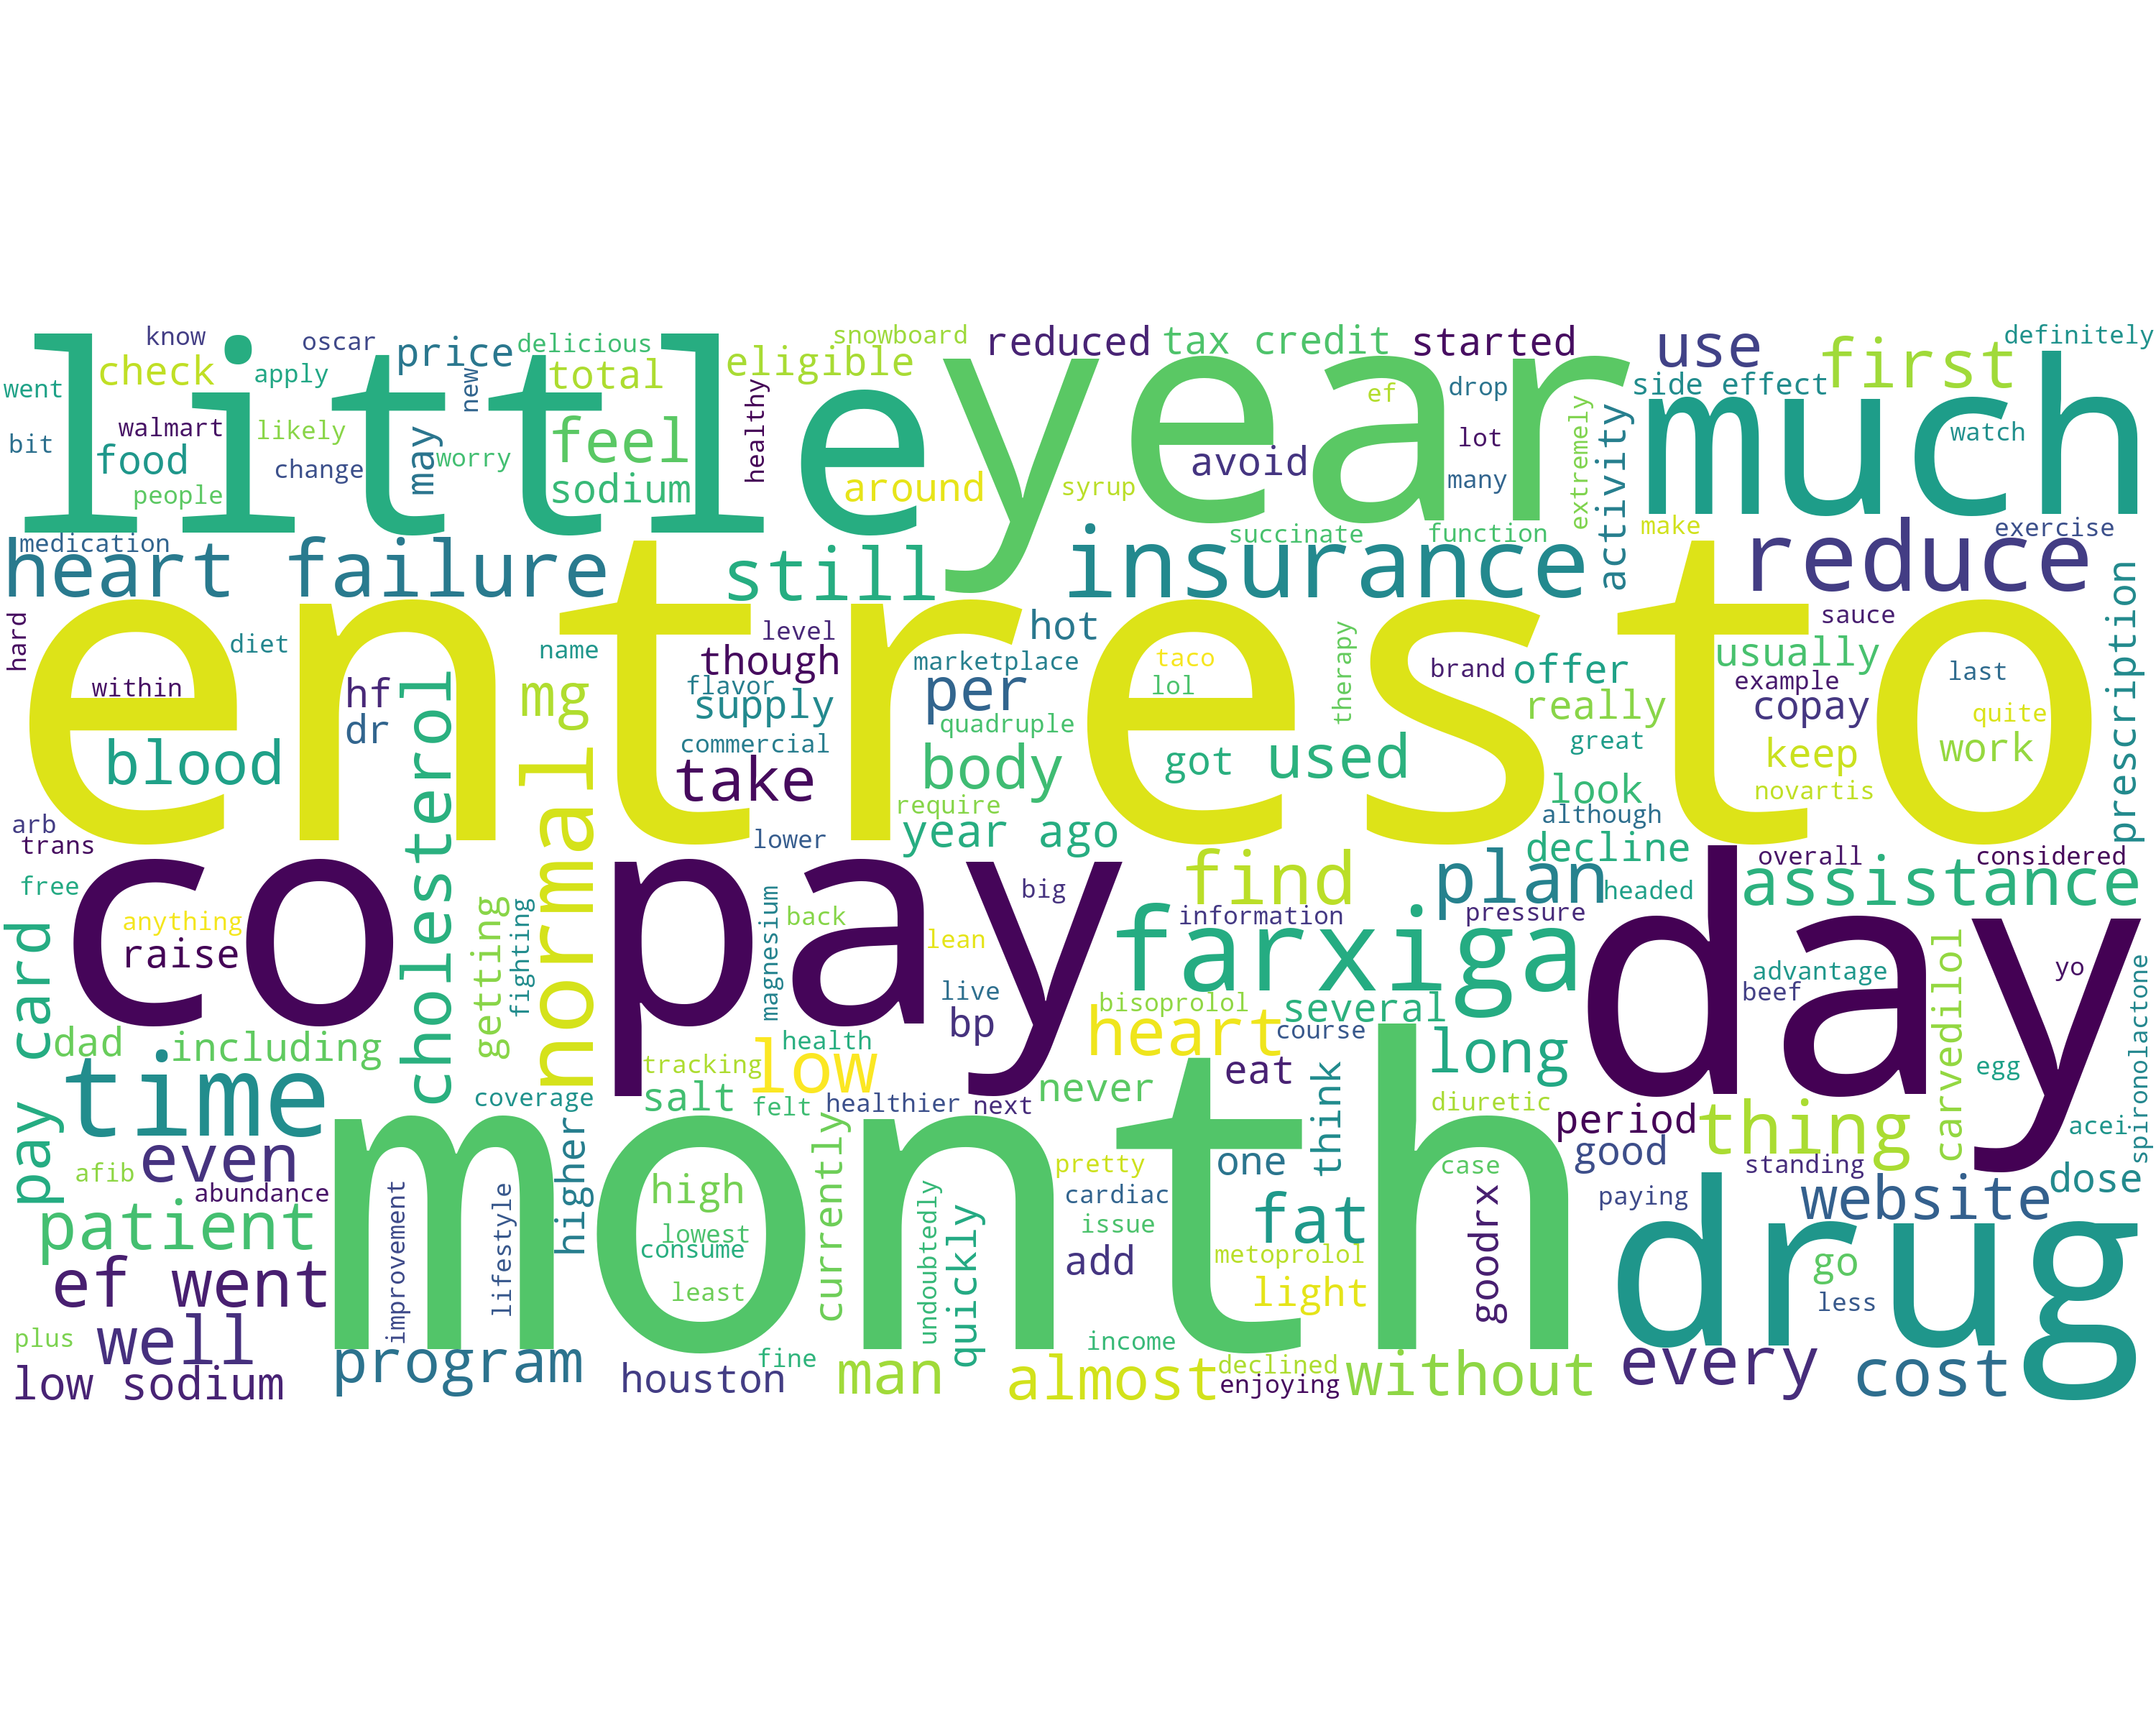 little
year
much
entresto
co pay
day
month
drug
know
oscar
price
delicious
snowboard
reduced
tax credit
started
use
first
definitely
went
check
apply
new
total
eligible
ef
drop
side effect
bit
walmart
likely
may
feel
healthy
lot
extremely
activity
watch
food
change
worry
sodium
around
avoid
syrup
many
people
medication
heart failure
still
insurance
succinate
function
make
reduce
exercise
hard
diet
name
level
hot
therapy
sauce
prescription
within
hf
cholesterol
mg
though
marketplace
taco
brand
offer
usually
last
dr
normal
flavor
supply
per
lol
really
example
copay
quite
blood
commercial
quadruple
great
keep
work
take
body
got
used
look
novartis
arb
require
although
trans
lower
year ago
decline
free
getting
fighting
magnesium
back
big
find
plan
headed
overall
considered
assistance
anything
raise
lean
information
pressure
pay card
farxiga
live
bisoprolol
several
advantage
beef
yo
dad
including
bp
heart
course
carvedilol
spironolactone
time
tracking
health
low
eat
long
egg
coverage
salt
felt
healthier
next
never
diuretic
period
thing
acei
even
higher
currently
think
afib
abundance
high
pretty
one
case
good
standing
dose
patient
improvement
lifestyle
lowest
consume
undoubtedly
quickly
cardiac
issue
fat
goodrx
paying
website
ef went
least
add
metoprolol
light
go
less
plus
well
program
income
low sodium
houston
fine
man
almost
declined
enjoying
without
every
cost